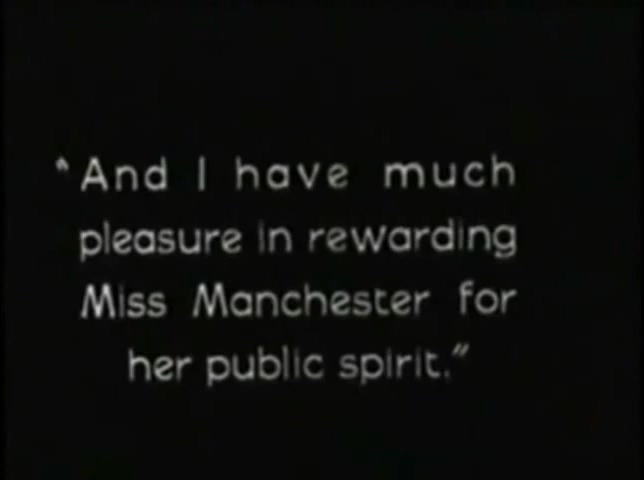 "And I have much
pleasure in rewarding
Miss Manchester for
her public spirit."